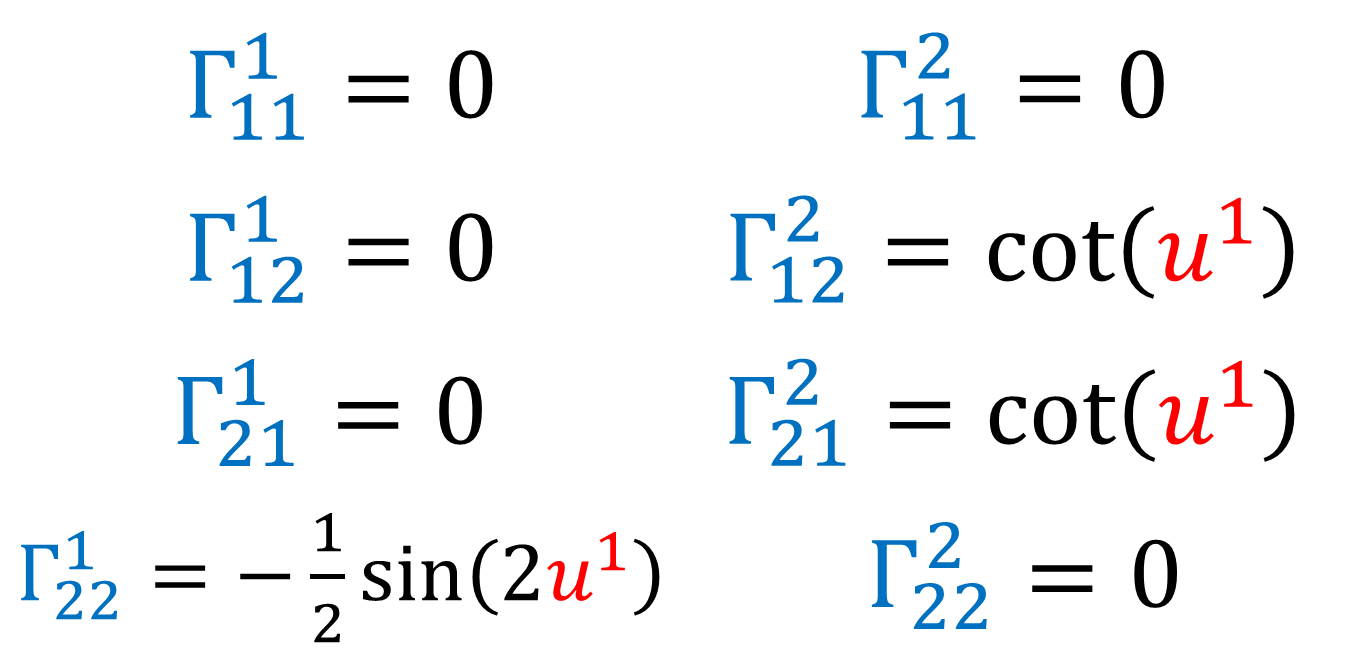 Γ¹₁₁ = 0 Γ²₁₁ = 0
Γ¹₁₂ = 0 Γ²₁₂ = cot(u¹)
Γ¹₂₁ = 0 Γ²₂₁ = cot(u¹)
Γ¹₂₂ = −½ sin(2u¹) Γ²₂₂ = 0